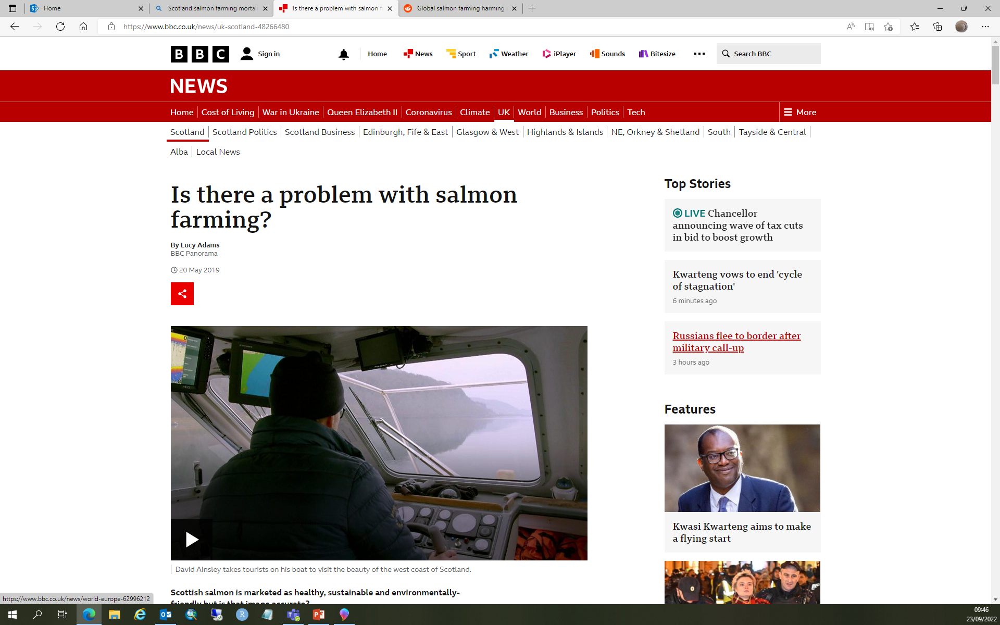 Home
Scotland salmon farming mortali
Is there a problem with salmon f
Global salmon farming harming
https://www.bbc.co.uk/news/uk-scotland-48266480
BBC
Sign in
Home
News
Sport
Weather
iPlayer
Sounds
Bitesize
Search BBC
NEWS
Home
Cost of Living
War in Ukraine
Queen Elizabeth II
Coronavirus
Climate
UK
World
Business
Politics
Tech
More
Scotland
Scotland Politics
Scotland Business
Edinburgh, Fife & East
Glasgow & West
Highlands & Islands
NE, Orkney & Shetland
South
Tayside & Central
Alba
Local News
Is there a problem with salmon
farming?
By Lucy Adams
BBC Panorama
20 May 2019
David Ainsley takes tourists on his boat to visit the beauty of the west coast of Scotland.
Scottish salmon is marketed as healthy, sustainable and environmentally-
friendly but is that image accurate?
Top Stories
LIVE Chancellor
announcing wave of tax cuts
in bid to boost growth
Kwarteng vows to end 'cycle
of stagnation'
6 minutes ago
Russians flee to border after
military call-up
3 hours ago
Features
Kwasi Kwarteng aims to make
a flying start
https://www.bbc.co.uk/news/world-europe-62996212
09:46
23/09/2022